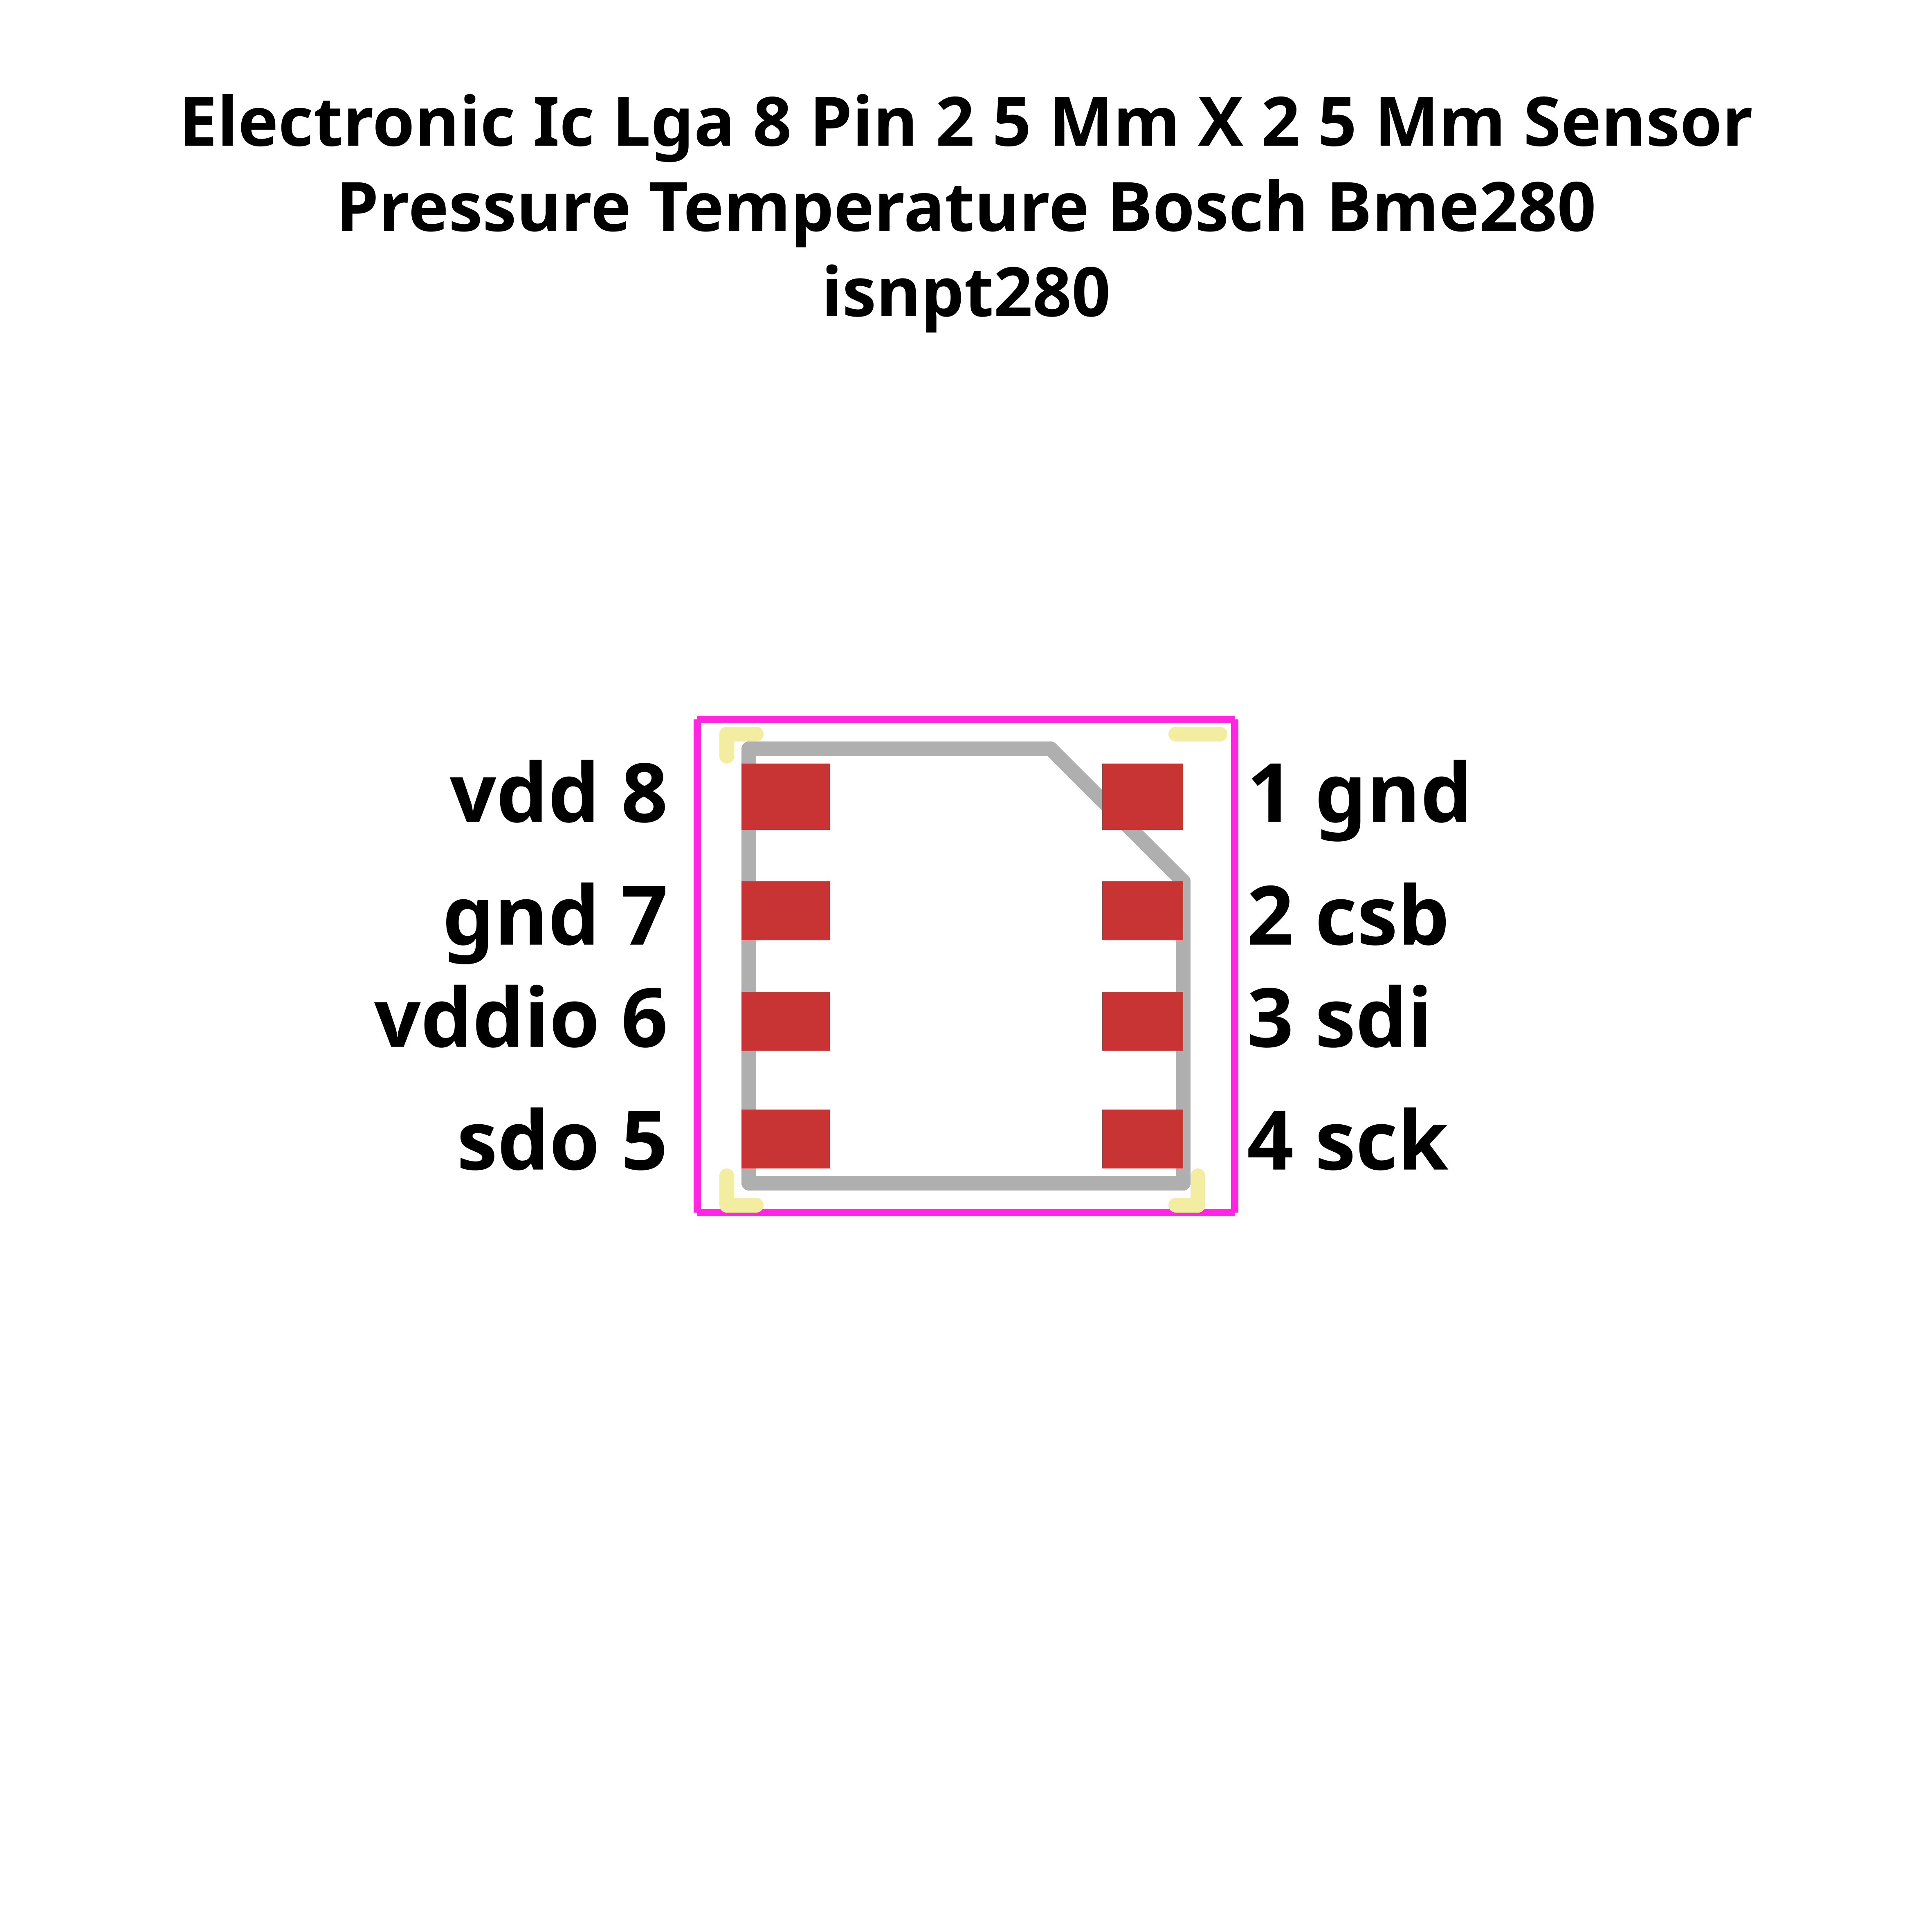 Electronic Ic Lga 8 Pin 2 5 Mm X 2 5 Mm Sensor
Pressure Temperature Bosch Bme280
isnpt280
vdd 8
1 gnd
gnd 7
2 csb
vddio 6
3 sdi
sdo 5
4 sck